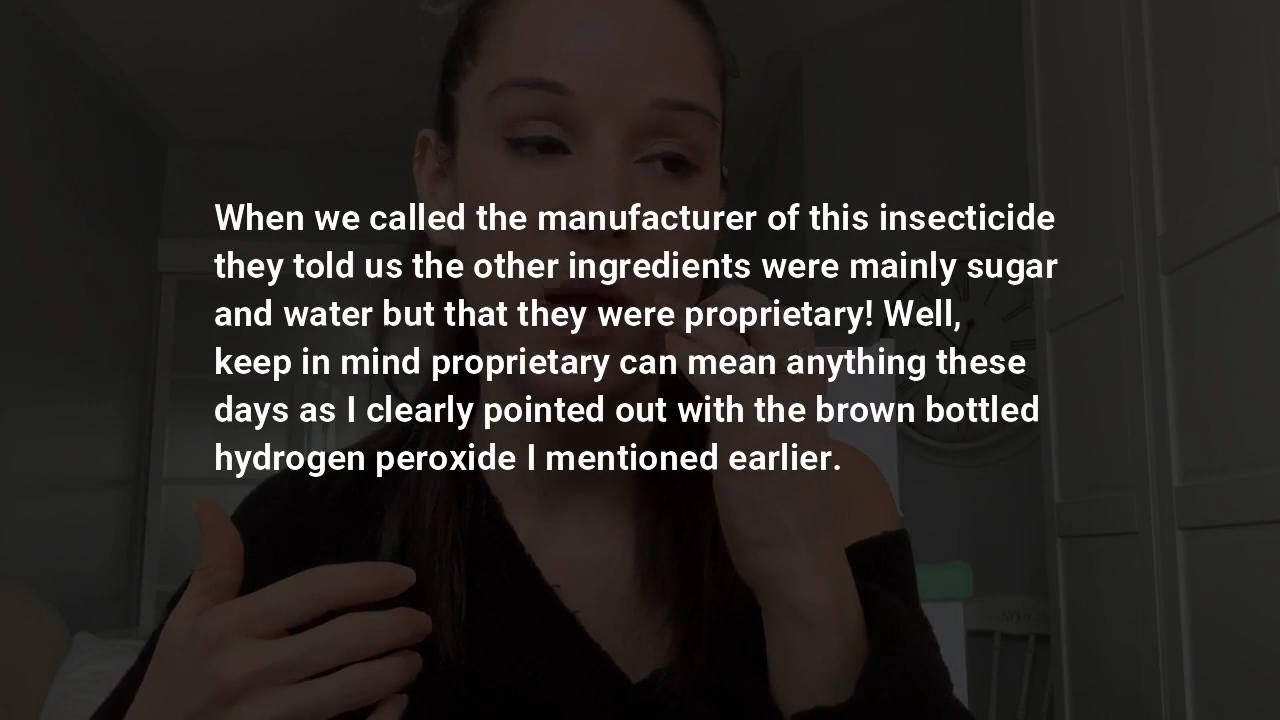 When we called the manufacturer of this insecticide
they told us the other ingredients were mainly sugar
and water but that they were proprietary! Well,
keep in mind proprietary can mean anything these
days as I clearly pointed out with the brown bottled
hydrogen peroxide I mentioned earlier.